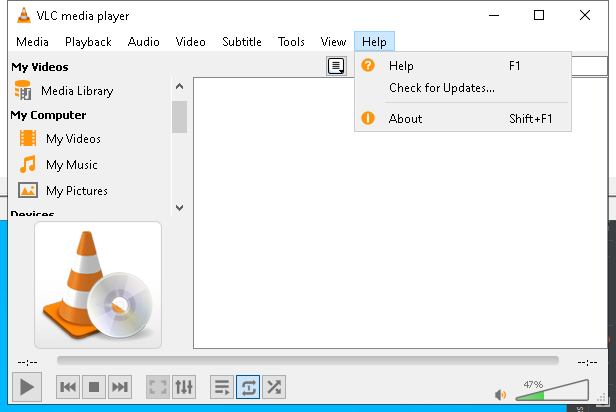 VLC media player
Media Playback Audio Video Subtitle Tools View Help
My Videos
Media Library
My Computer
My Videos
My Music
My Pictures
Devices
Help F1
Check for Updates...
About Shift+F1
--:-- --:--
47%